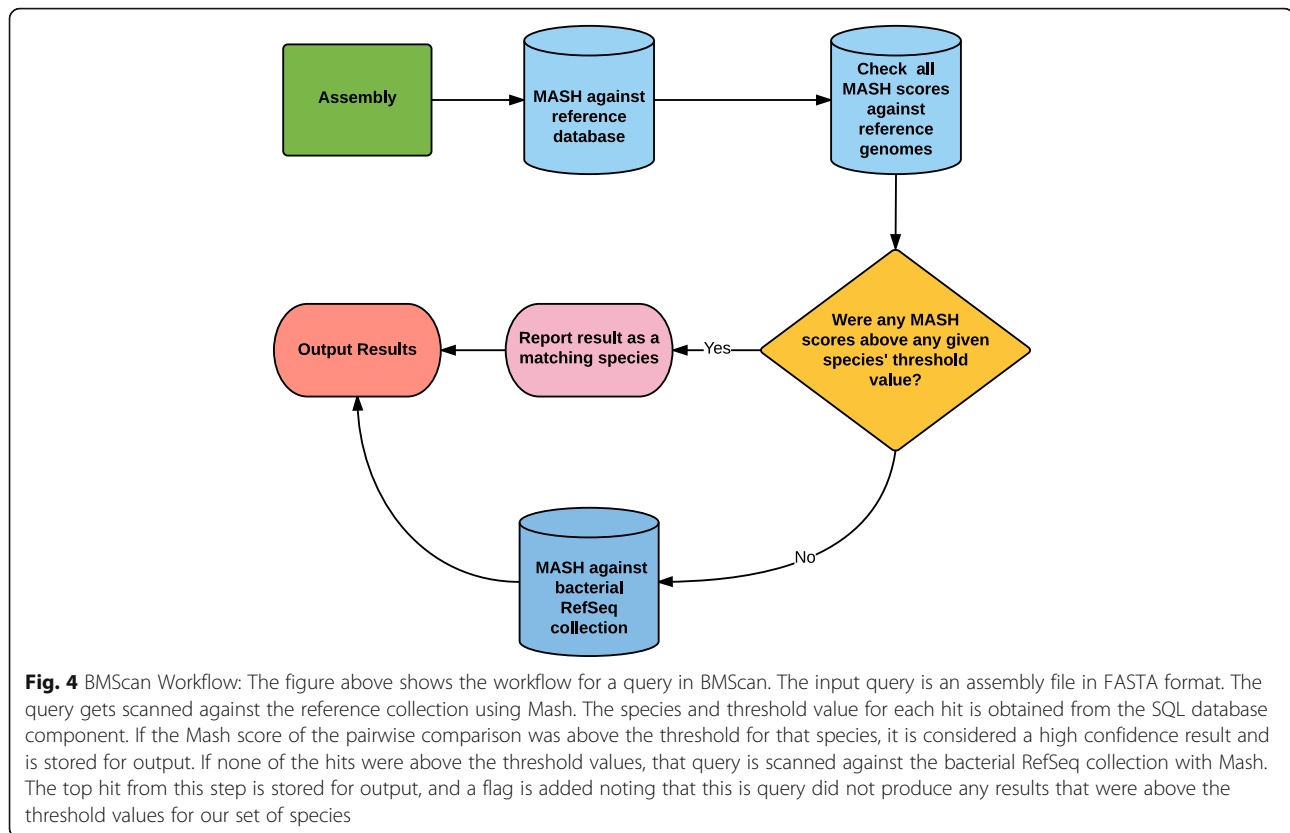 Assembly
MASH against
reference
database
Check all
MASH scores
against
reference
genomes
Were any MASH
scores above any given
species' threshold
value?
Yes
Report result as a
matching species
Output Results
No
MASH against
bacterial
RefSeq
collection
Fig. 4 BMScan Workflow: The figure above shows the workflow for a query in BMScan. The input query is an assembly file in FASTA format. The
query gets scanned against the reference collection using Mash. The species and threshold value for each hit is obtained from the SQL database
component. If the Mash score of the pairwise comparison was above the threshold for that species, it is considered a high confidence result and
is stored for output. If none of the hits were above the threshold values, that query is scanned against the bacterial RefSeq collection with Mash.
The top hit from this step is stored for output, and a flag is added noting that this is query did not produce any results that were above the
threshold values for our set of species